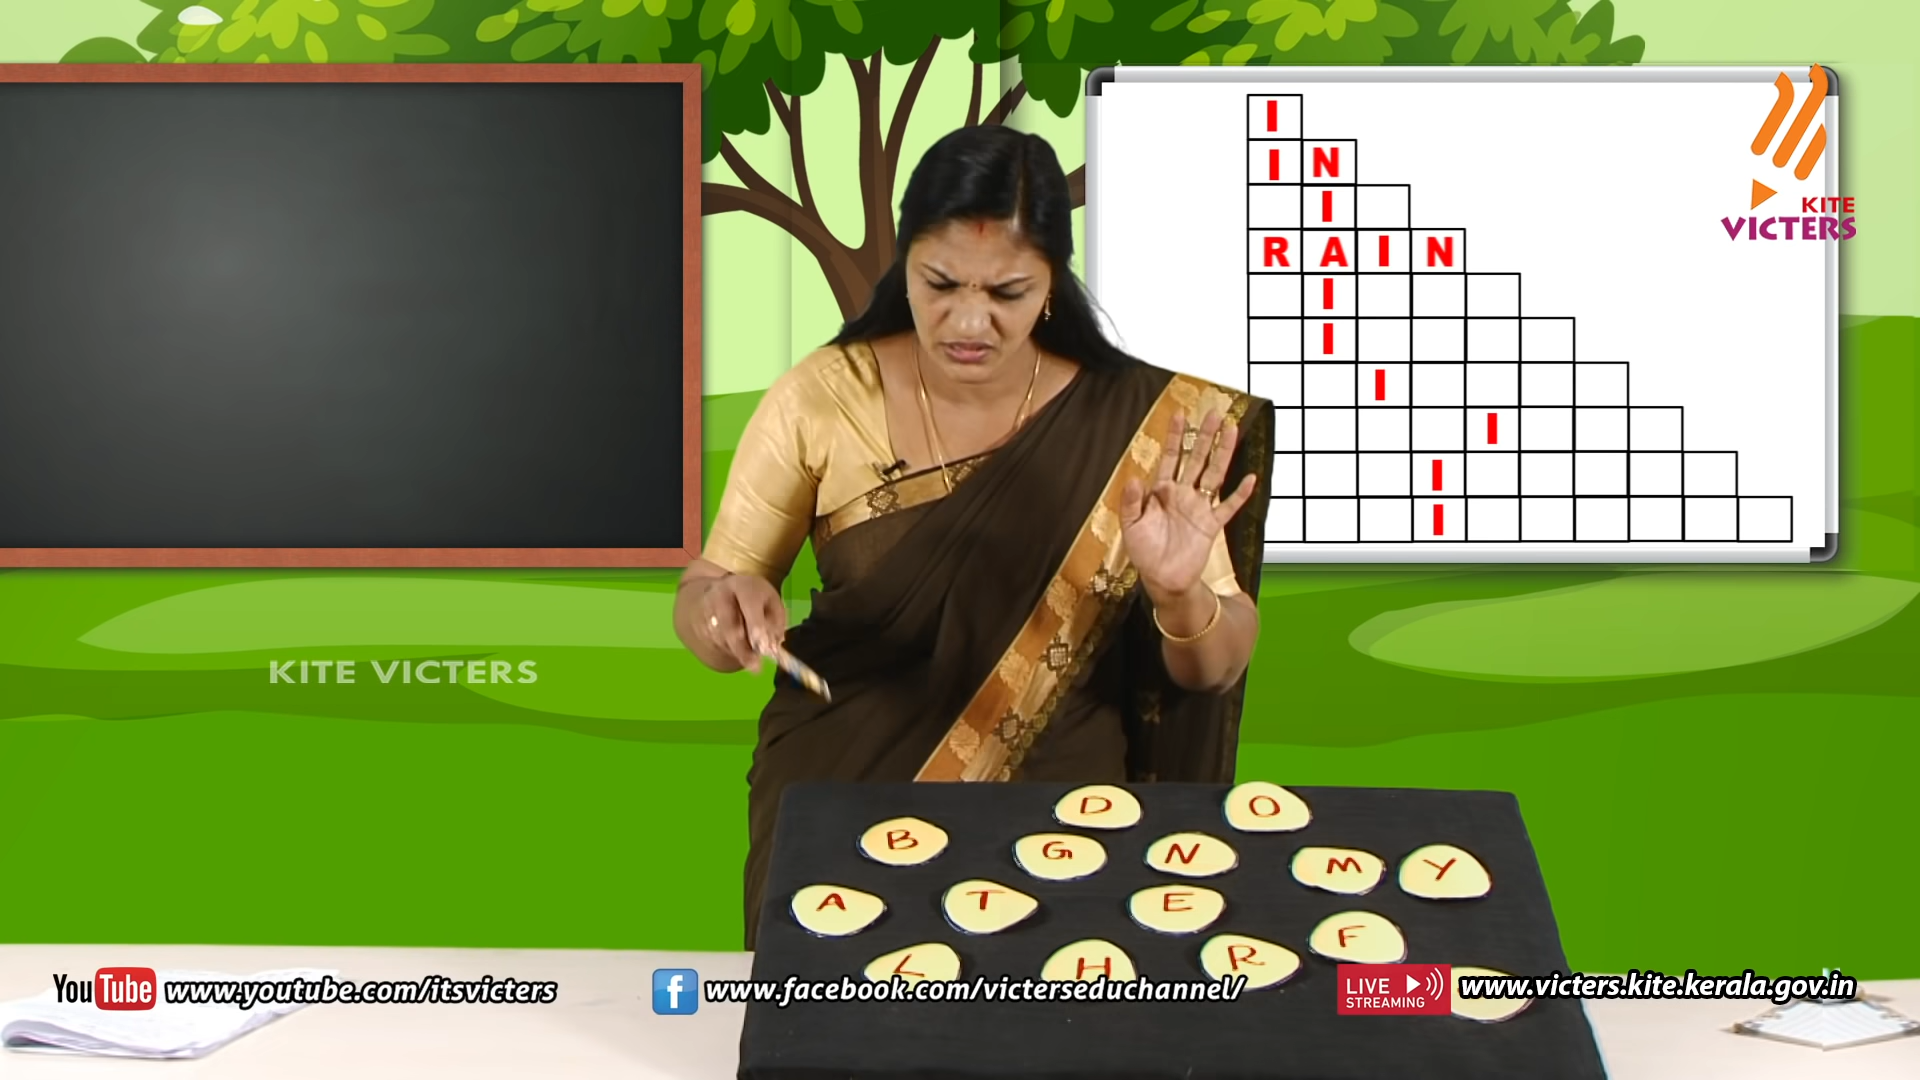 I
I N
I
R A I N
I
I
I
I
I
I
KITE
VICTERS
KITE VICTERS
D O
B G N M Y
A T E F
L H R
YouTube www.youtube.com/itsvicters
f www.facebook.com/victerseduchannel/
LIVE STREAMING www.victers.kite.kerala.gov.in